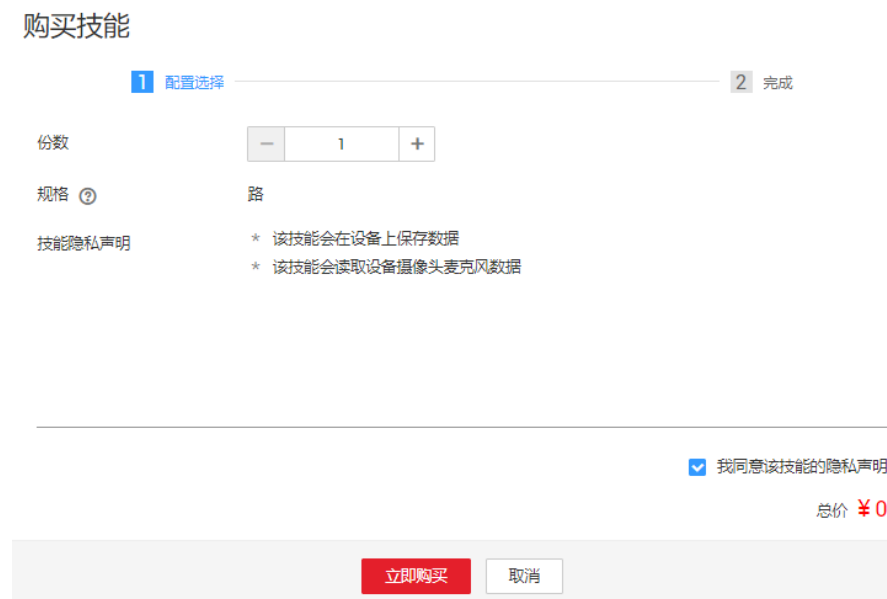 购买技能
1 配置选择 2 完成
份数 − 1 +
规格 ? 路
技能隐私声明 * 该技能会在设备上保存数据
* 该技能会读取设备摄像头麦克风数据
我同意该技能的隐私声明
总价 ¥0
立即购买 取消